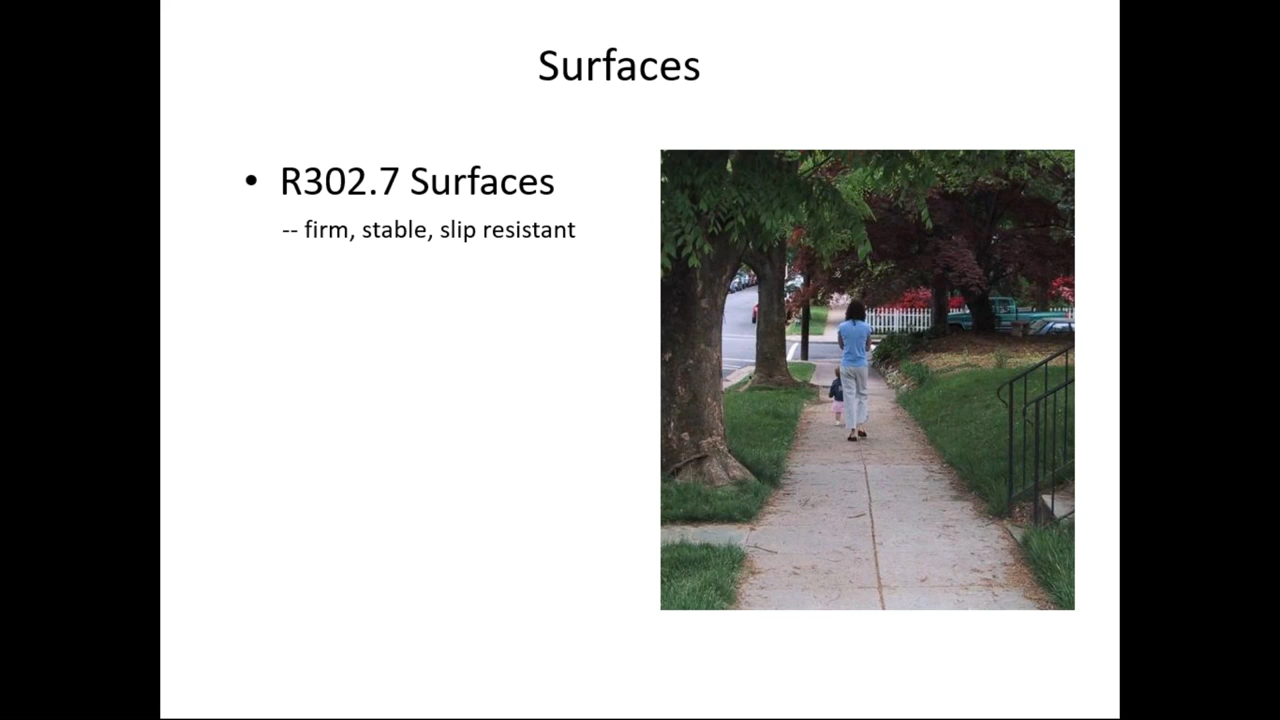 Surfaces
• R302.7 Surfaces
-- firm, stable, slip resistant